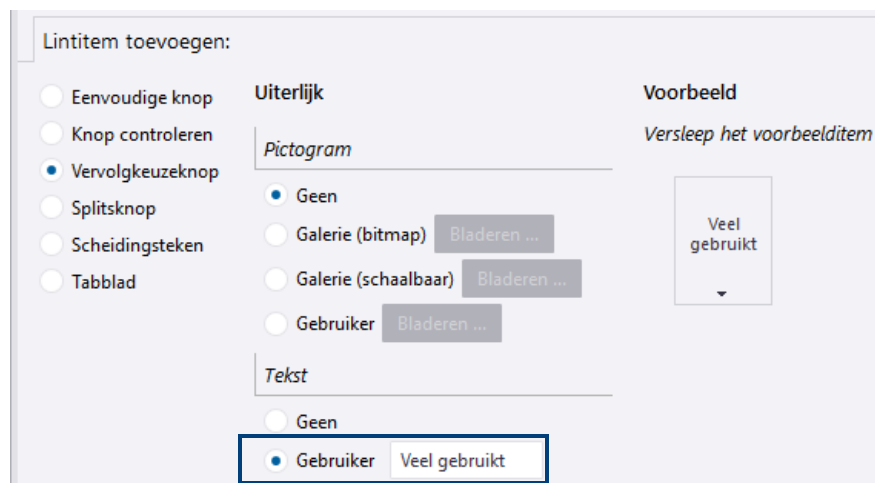 Lintitem toevoegen:
Eenvoudige knop
Knop controleren
Vervolgkeuzeknop
Splitsknop
Scheidingsteken
Tabblad
Uiterlijk
Pictogram
Geen
Galerie (bitmap) Bladeren ...
Galerie (schaalbaar) Bladeren ...
Gebruiker Bladeren ...
Tekst
Geen
Gebruiker Veel gebruikt
Voorbeeld
Versleep het voorbeelditem
Veel
gebruikt